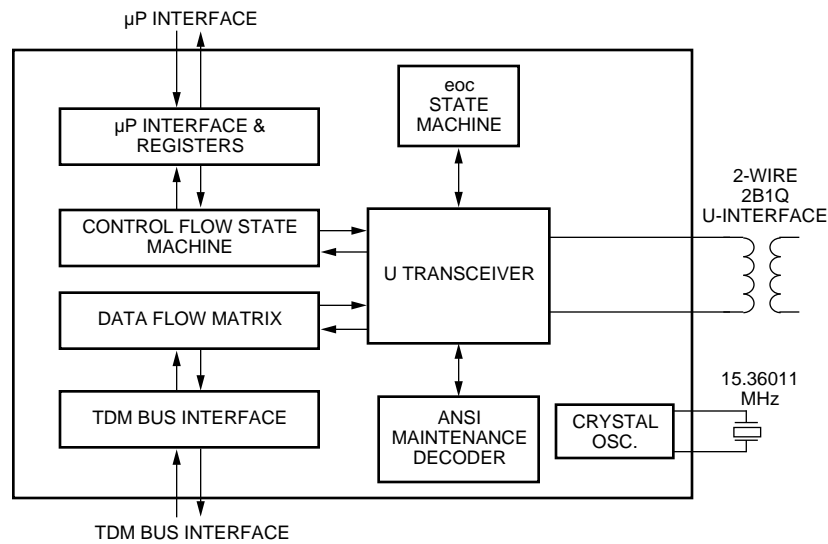 µP INTERFACE
µP INTERFACE &
REGISTERS
eoc
STATE
MACHINE
CONTROL FLOW STATE
MACHINE
U TRANSCEIVER
2-WIRE
2B1Q
U-INTERFACE
DATA FLOW MATRIX
TDM BUS INTERFACE
ANSI
MAINTENANCE
DECODER
CRYSTAL
OSC.
15.36011
MHz
TDM BUS INTERFACE